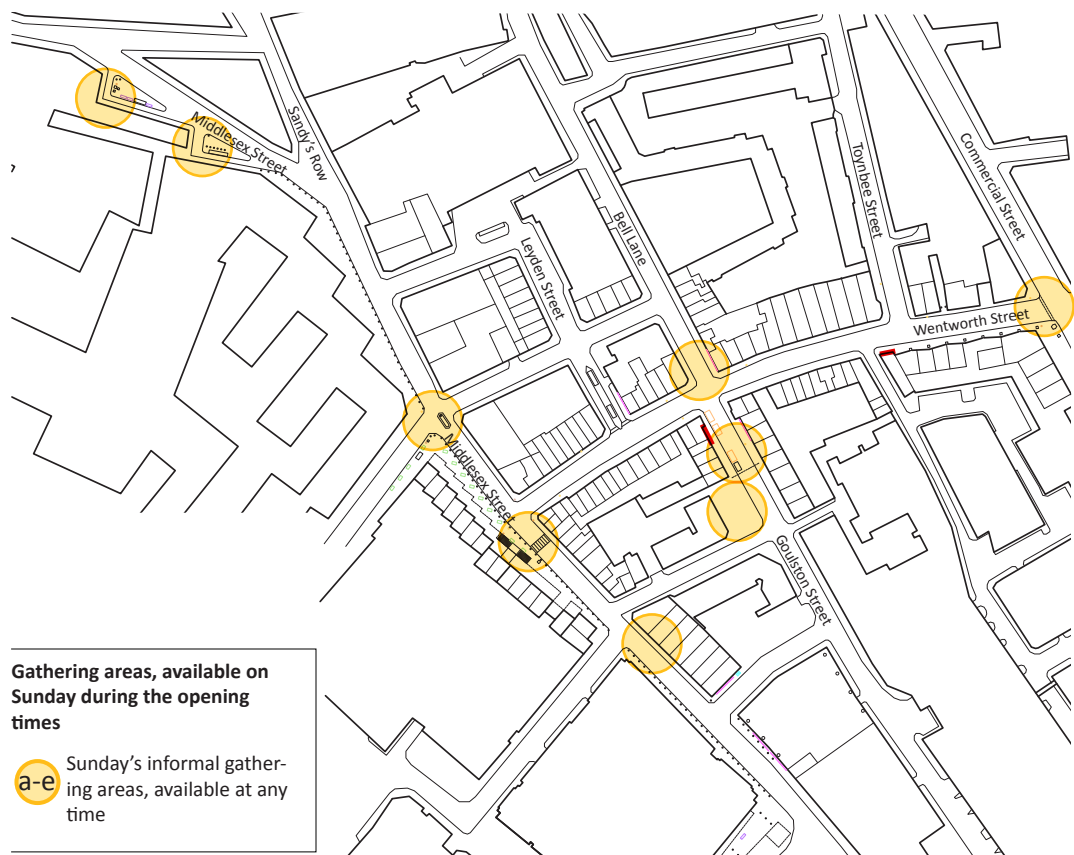 Middlesex Street
Sandy's Row
Leyden Street
Bell Lane
Toynbee Street
Commercial Street
Wentworth Street
Middlesex Street
Goulston Street
Gathering areas, available on
Sunday during the opening
times
a-e
Sunday's informal gather-
ing areas, available at any
time